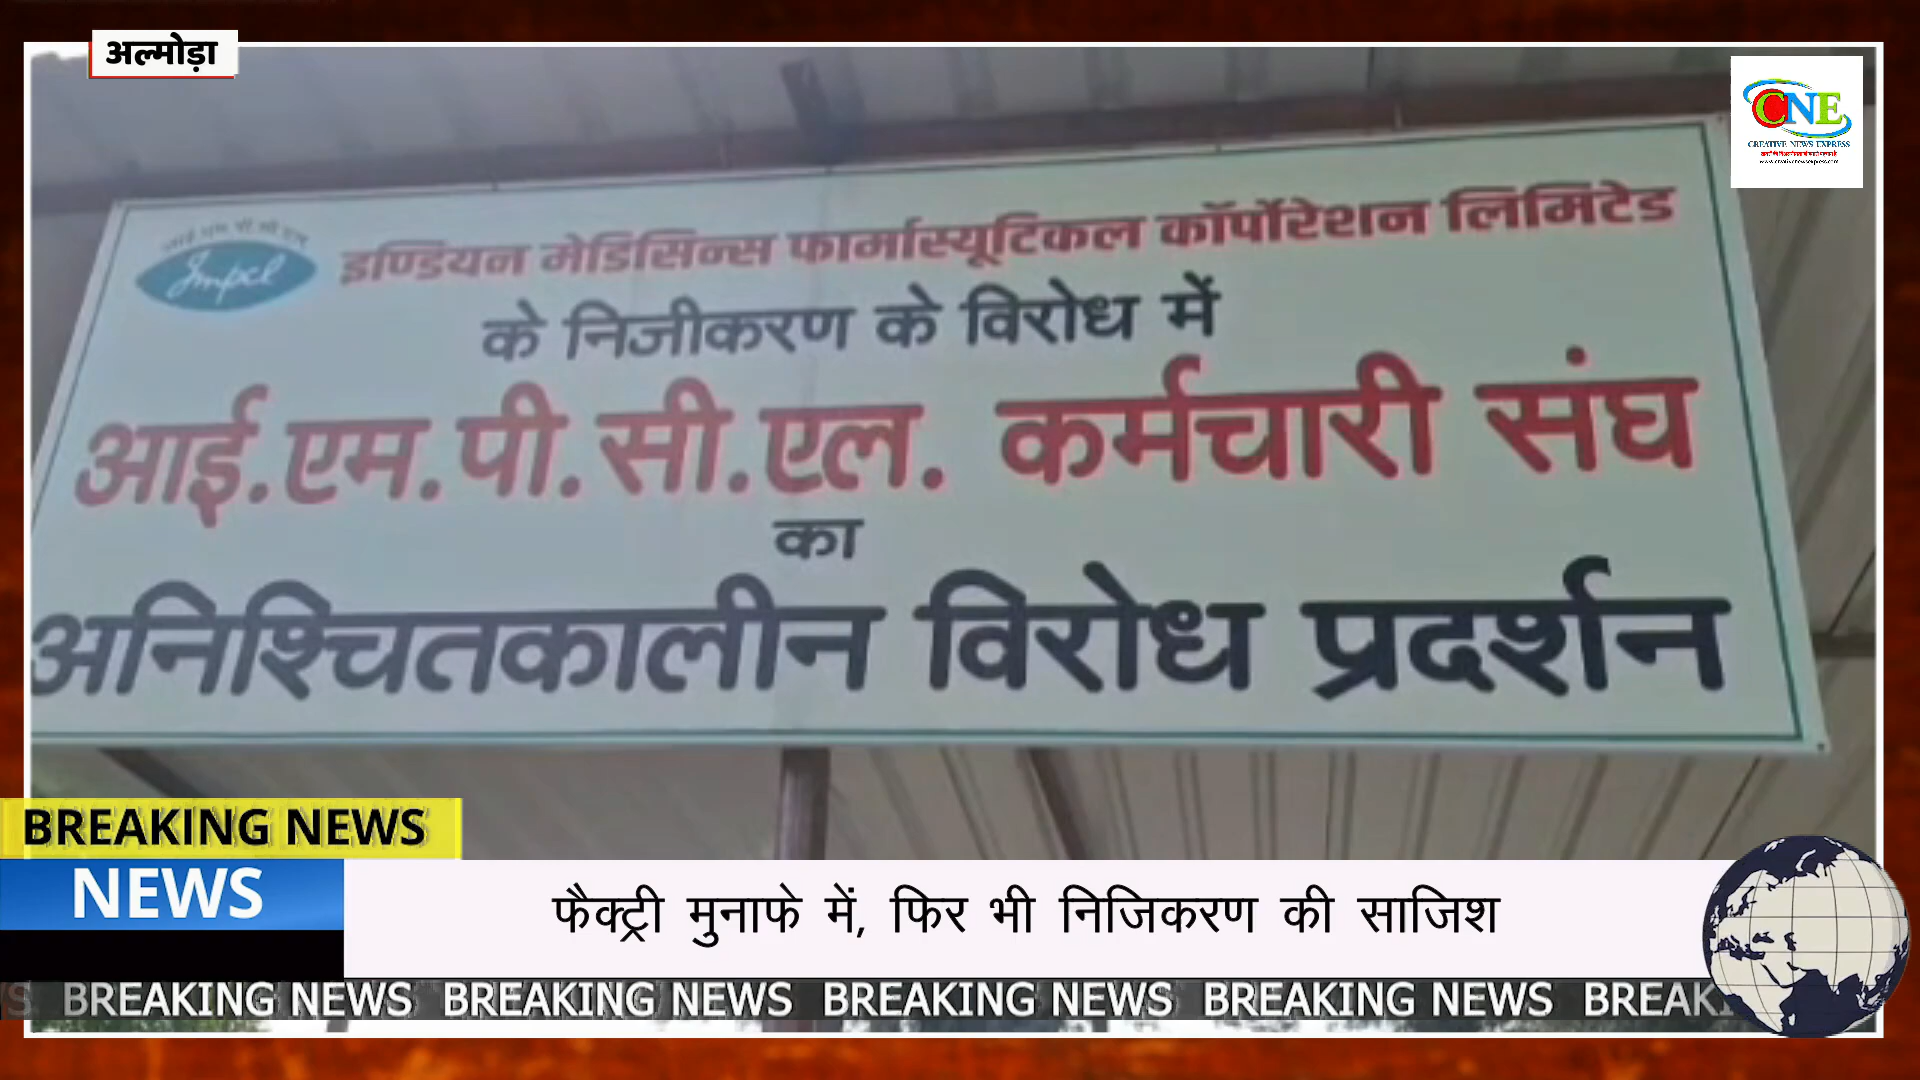 अल्मोड़ा
CNE
CREATIVE NEWS EXPRESS
इण्डियन मेडिसिन्स फार्मास्यूटिकल कॉर्पोरेशन लिमिटेड
Impcl
के निजीकरण के विरोध में
आई.एम.पी.सी.एल. कर्मचारी संघ
का
अनिश्चितकालीन विरोध प्रदर्शन
BREAKING NEWS
NEWS
फैक्ट्री मुनाफे में, फिर भी निजिकरण की साजिश
BREAKING NEWS BREAKING NEWS BREAKING NEWS BREAKING NEWS BREAK